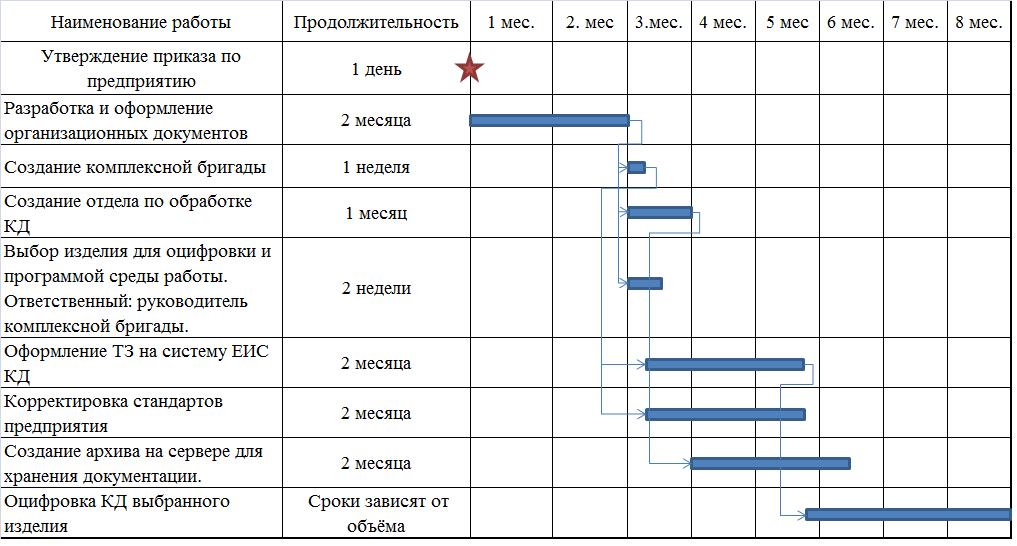 Наименование работы Продолжительность 1 мес. 2. мес 3.мес. 4 мес. 5 мес 6 мес. 7 мес. 8 мес.
Утверждение приказа по
предприятию
1 день
Разработка и оформление
организационных документов
2 месяца
Создание комплексной бригады
1 неделя
Создание отдела по обработке
КД
1 месяц
Выбор изделия для оцифровки и
программой среды работы.
Ответственный: руководитель
комплексной бригады.
2 недели
Оформление ТЗ на систему ЕИС
КД
2 месяца
Корректировка стандартов
предприятия
2 месяца
Создание архива на сервере для
хранения документации.
2 месяца
Оцифровка КД выбранного
изделия
Сроки зависят от
объёма